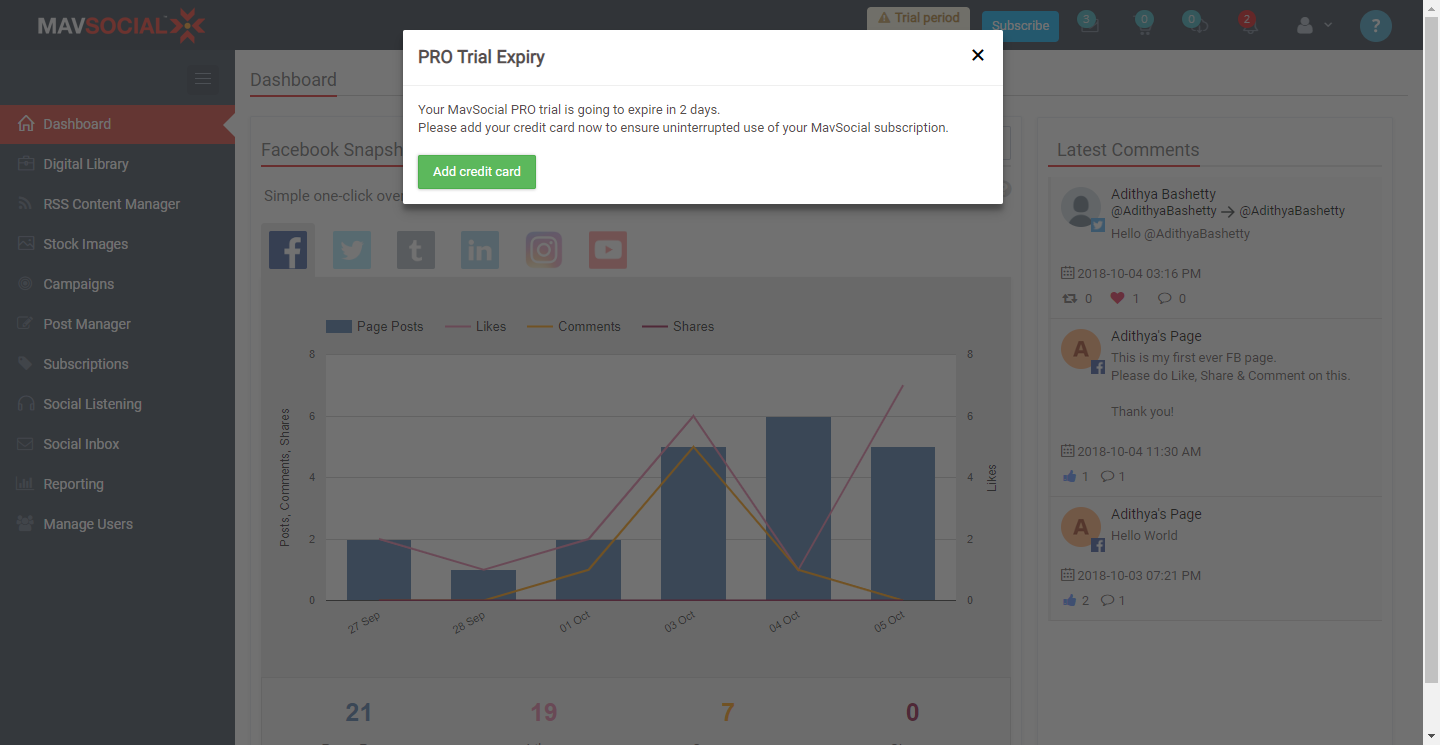 MAVSOCIAL
Trial period
Subscribe
3
0
0
2
?
PRO Trial Expiry
Your MavSocial PRO trial is going to expire in 2 days.
Please add your credit card now to ensure uninterrupted use of your MavSocial subscription.
Add credit card
Dashboard
Digital Library
RSS Content Manager
Stock Images
Campaigns
Post Manager
Subscriptions
Social Listening
Social Inbox
Reporting
Manage Users
Dashboard
Facebook Snapsh
Simple one-click over
Page Posts Likes Comments Shares
Posts, Comments, Shares
8
6
4
2
0
8
6
4
2
0
Likes
27 Sep 28 Sep 01 Oct 03 Oct 04 Oct 05 Oct
21 19 7 0
Latest Comments
Adithya Bashetty
@AdithyaBashetty → @AdithyaBashetty
Hello @AdithyaBashetty
2018-10-04 03:16 PM
0 1 0
A
Adithya's Page
This is my first ever FB page.
Please do Like, Share & Comment on this.
Thank you!
2018-10-04 11:30 AM
1 1
A
Adithya's Page
Hello World
2018-10-03 07:21 PM
2 1